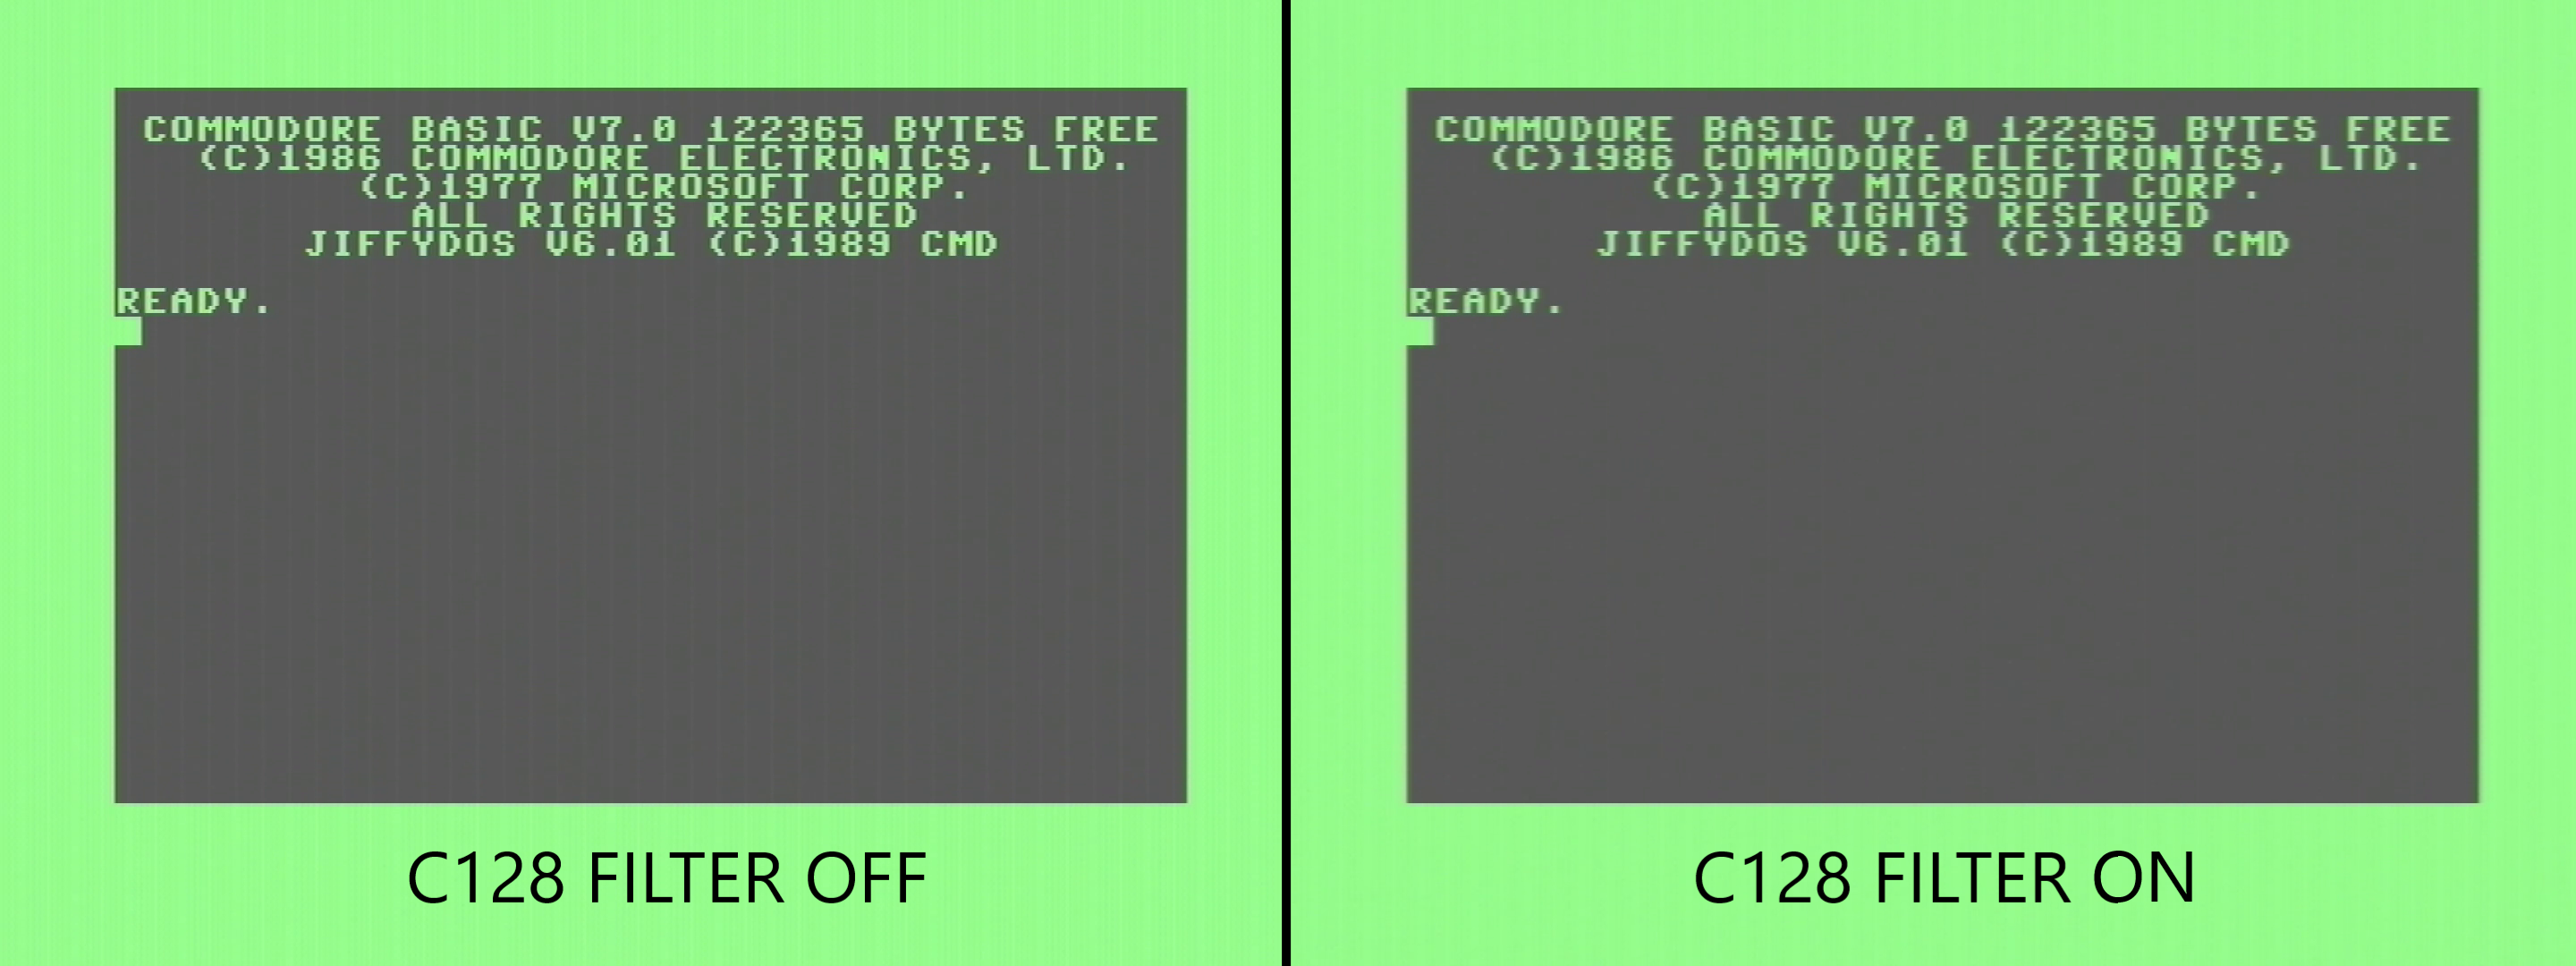 COMMODORE BASIC V7.0 122365 BYTES FREE
(C)1986 COMMODORE ELECTRONICS, LTD.
(C)1977 MICROSOFT CORP.
ALL RIGHTS RESERVED
JIFFYDOS V6.01 (C)1989 CMD
READY.
C128 FILTER OFF
COMMODORE BASIC V7.0 122365 BYTES FREE
(C)1986 COMMODORE ELECTRONICS, LTD.
(C)1977 MICROSOFT CORP.
ALL RIGHTS RESERVED
JIFFYDOS V6.01 (C)1989 CMD
READY.
C128 FILTER ON